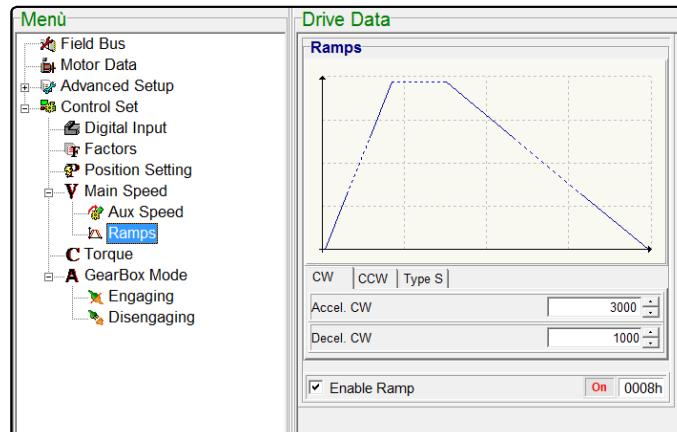 Menù
Field Bus
Motor Data
Advanced Setup
Control Set
Digital Input
Factors
Position Setting
Main Speed
Aux Speed
Ramps
Torque
GearBox Mode
Engaging
Disengaging
Drive Data
Ramps
CW CCW Type S
Accel. CW 3000
Decel. CW 1000
Enable Ramp On 0008h